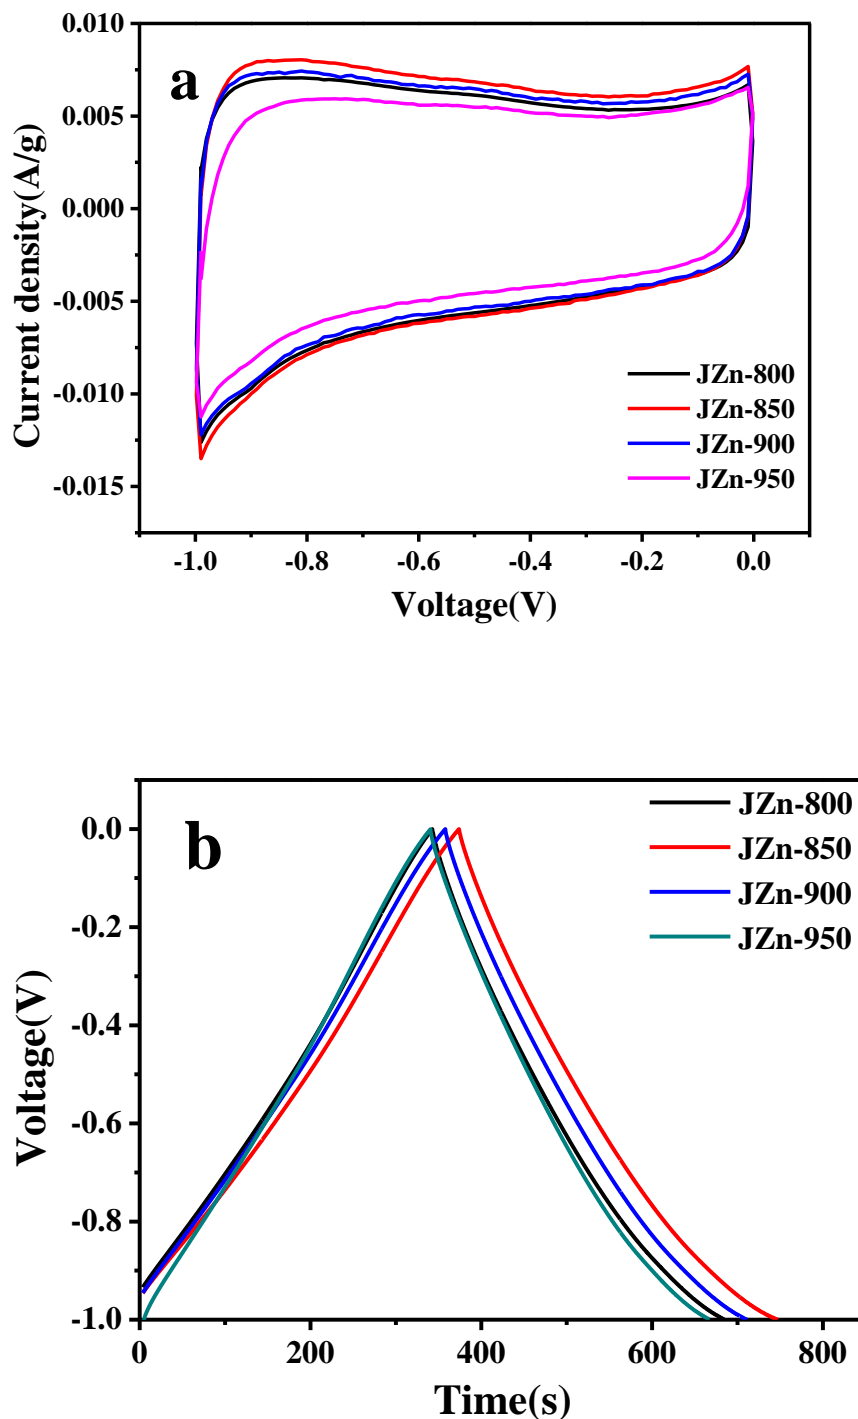 0.010
a
0.005
0.000
-0.005
-0.010
-0.015
Current density(A/g)
JZn-800
JZn-850
JZn-900
JZn-950
-1.0 -0.8 -0.6 -0.4 -0.2 0.0
Voltage(V)
b
0.0
-0.2
-0.4
-0.6
-0.8
-1.0
Voltage(V)
JZn-800
JZn-850
JZn-900
JZn-950
0 200 400 600 800
Time(s)